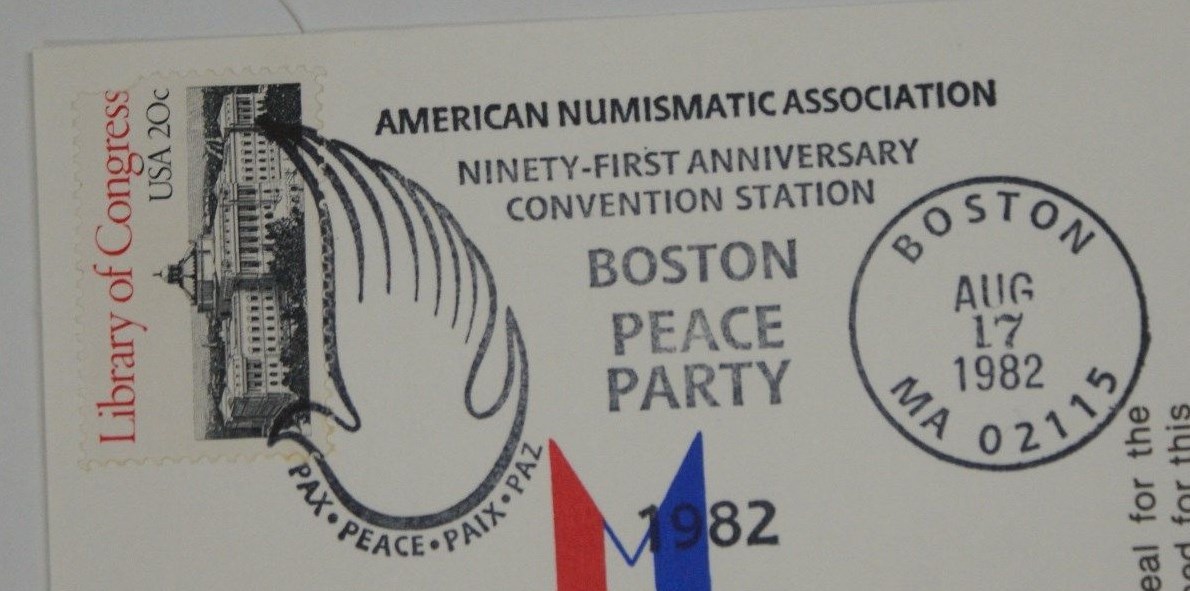 Library of Congress
USA 20c
AMERICAN NUMISMATIC ASSOCIATION
NINETY-FIRST ANNIVERSARY
CONVENTION STATION
BOSTON
PEACE
PARTY
1982
PAX • PEACE • PAIX • PAZ
BOSTON
AUG
17
1982
MA 02115
for the
for this